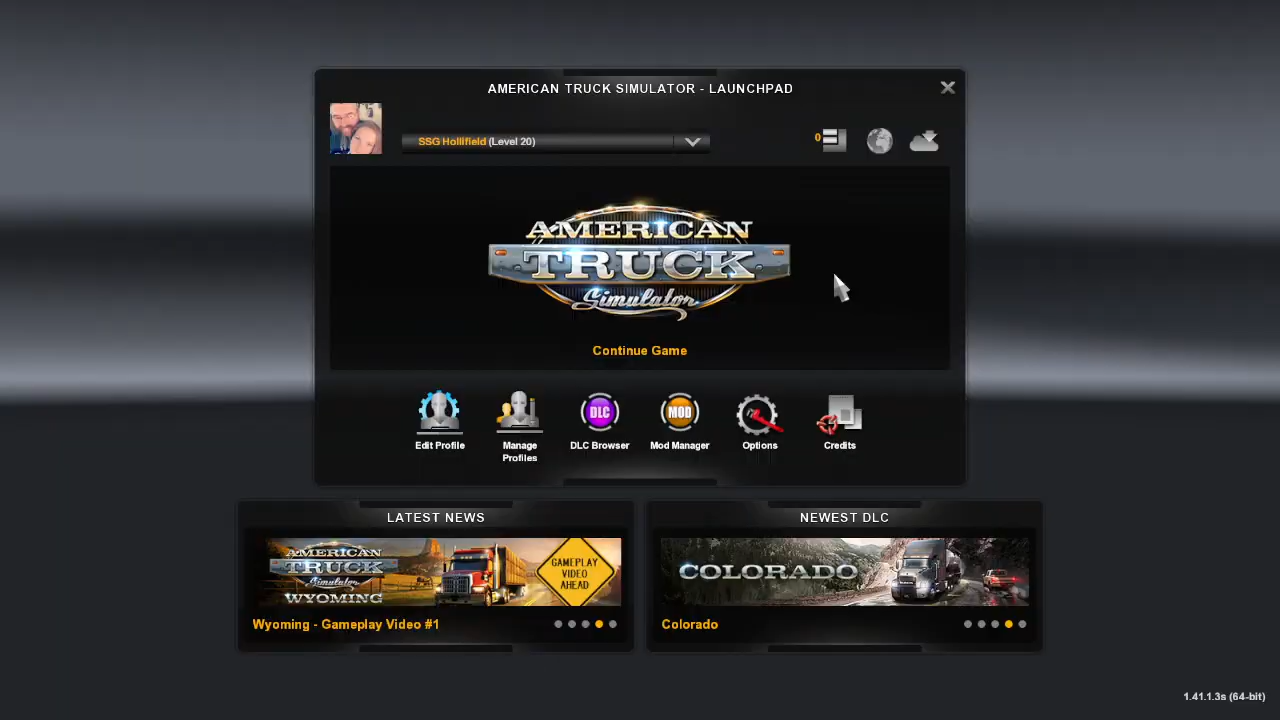 AMERICAN TRUCK SIMULATOR - LAUNCHPAD
SSG Hollifield (Level 20)
0
AMERICAN
TRUCK
Simulator
Continue Game
Edit Profile
Manage
Profiles
DLC
DLC Browser
MOD
Mod Manager
Options
Credits
LATEST NEWS
AMERICAN
TRUCK
Simulator
WYOMING
GAMEPLAY
VIDEO
AHEAD
Wyoming - Gameplay Video #1
NEWEST DLC
COLORADO
Colorado
1.41.1.3s (64-bit)